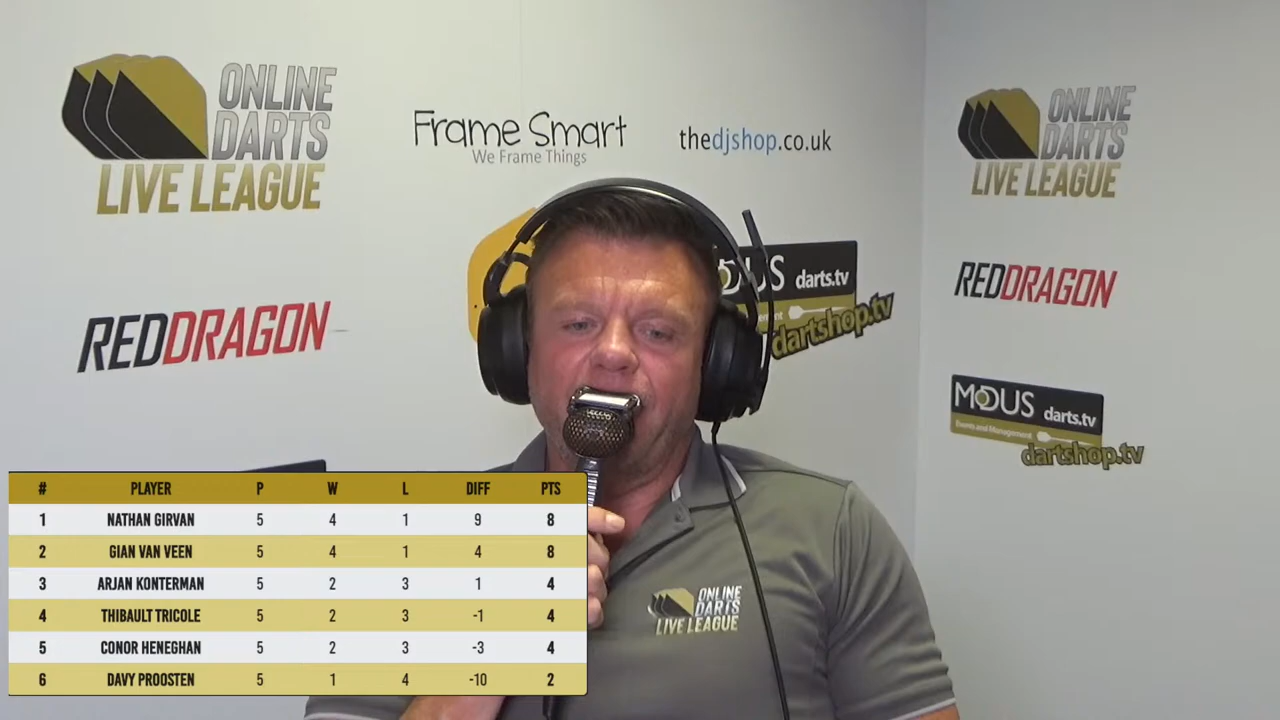 ONLINE
DARTS
LIVE LEAGUE
Frame Smart
We Frame Things
thedjshop.co.uk
ONLINE
DARTS
LIVE LEAGUE
REDDRAGON
DUS darts.tv
dartshop.tv
REDDRAGON
MODUS darts.tv
Events and Management
dartshop.tv
ONLINE
DARTS
LIVE LEAGUE
# PLAYER P W L DIFF PTS
1 NATHAN GIRVAN 5 4 1 9 8
2 GIAN VAN VEEN 5 4 1 4 8
3 ARJAN KONTERMAN 5 2 3 1 4
4 THIBAULT TRICOLE 5 2 3 -1 4
5 CONOR HENEGHAN 5 2 3 -3 4
6 DAVY PROOSTEN 5 1 4 -10 2